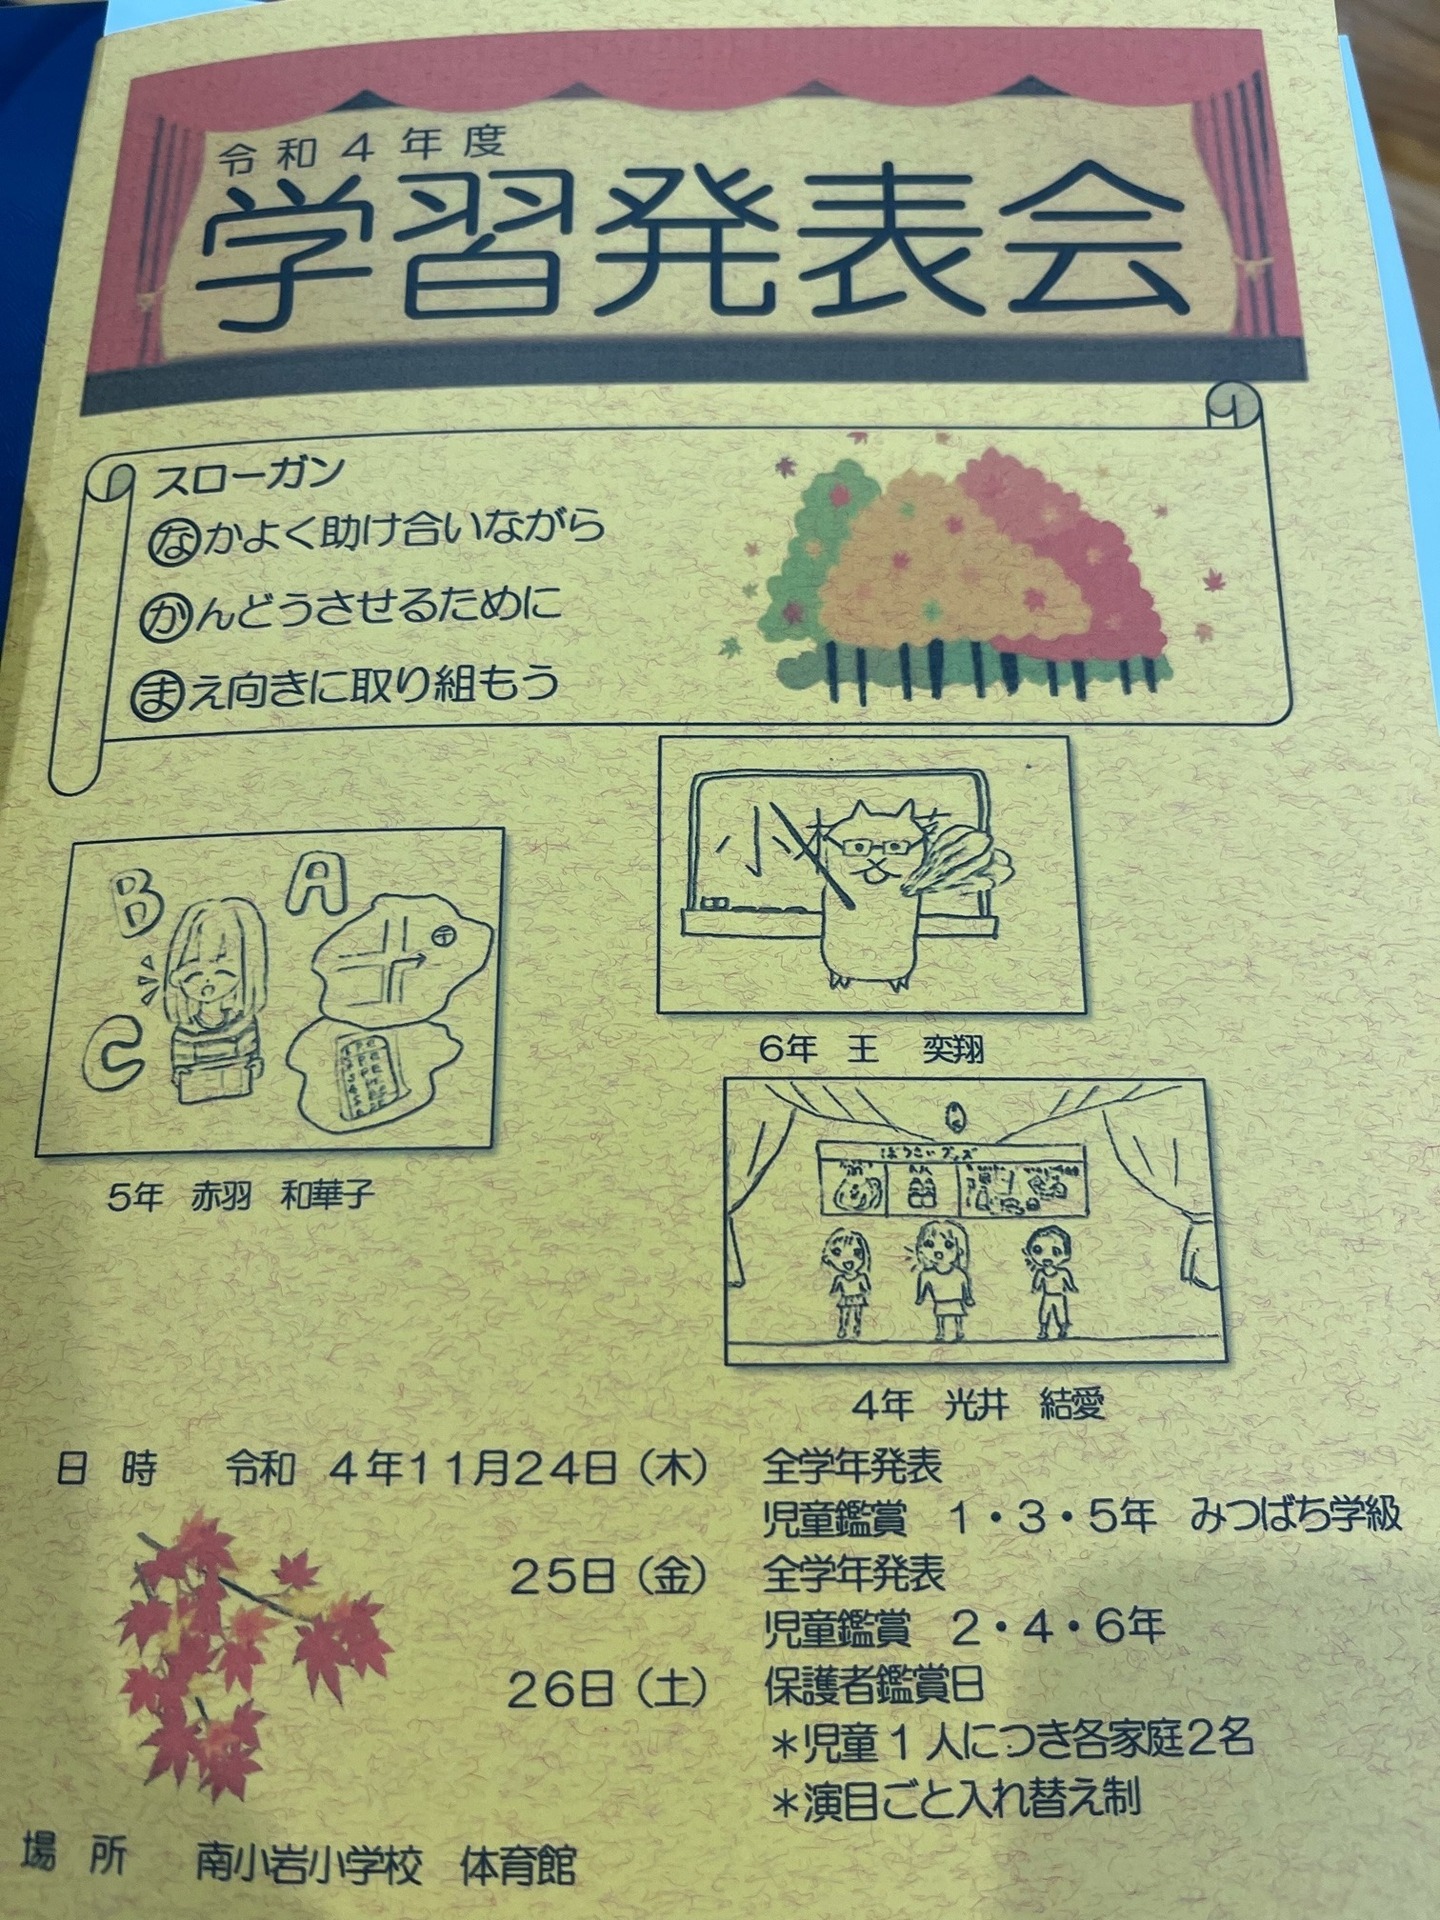 令和４年度
学習発表会
スローガン
なかよく助け合いながら
かんどうさせるために
まえ向きに取り組もう
小
6年 王 奕翔
B
A
〒
C
5年 赤羽 和華子
ぼうさいグッズ
4年 光井 結愛
日 時 令和 ４年１１月２４日（木） 全学年発表
児童鑑賞 １・３・５年 みつばち学級
２５日（金） 全学年発表
児童鑑賞 ２・４・６年
２６日（土） 保護者鑑賞日
＊児童１人につき各家庭２名
＊演目ごと入れ替え制
場 所 南小岩小学校 体育館